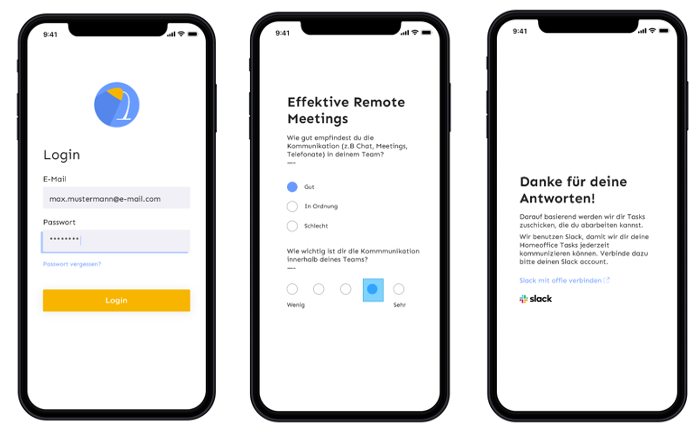 9:41
Login
E-Mail
max.mustermann@e-mail.com
Passwort
********
Passwort vergessen?
Login
9:41
Effektive Remote
Meetings
Wie gut empfindest du die
Kommunikation (z.B Chat, Meetings,
Telefonate) in deinem Team?
Gut
In Ordnung
Schlecht
Wie wichtig ist dir die Kommmunikation
innerhalb deines Teams?
Wenig
Sehr
9:41
Danke für deine
Antworten!
Darauf basierend werden wir dir Tasks
zuschicken, die du abarbeiten kannst.
Wir benutzen Slack, damit wir dir deine
Homeoffice Tasks jederzeit
kommunizieren können. Verbinde dazu
bitte deinen Slack account.
Slack mit offie verbinden
slack